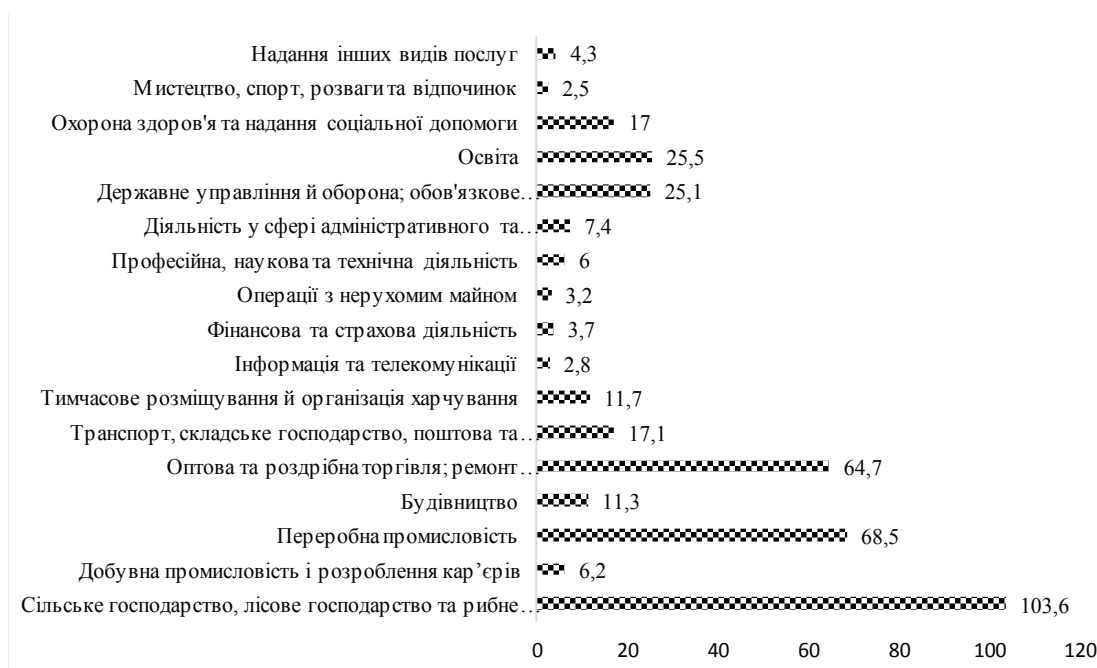 Надання інших видів послуг 4,3
Мистецтво, спорт, розваги та відпочинок 2,5
Охорона здоров'я та надання соціальної допомоги 17
Освіта 25,5
Державне управління й оборона; обов'язкове… 25,1
Діяльність у сфері адміністративного та… 7,4
Професійна, наукова та технічна діяльність 6
Операції з нерухомим майном 3,2
Фінансова та страхова діяльність 3,7
Інформація та телекомунікації 2,8
Тимчасове розміщування й організація харчування 11,7
Транспорт, складське господарство, поштова та… 17,1
Оптова та роздрібна торгівля; ремонт… 64,7
Будівництво 11,3
Переробна промисловість 68,5
Добувна промисловість і розроблення кар’єрів 6,2
Сільське господарство, лісове господарство та рибне… 103,6
0 20 40 60 80 100 120